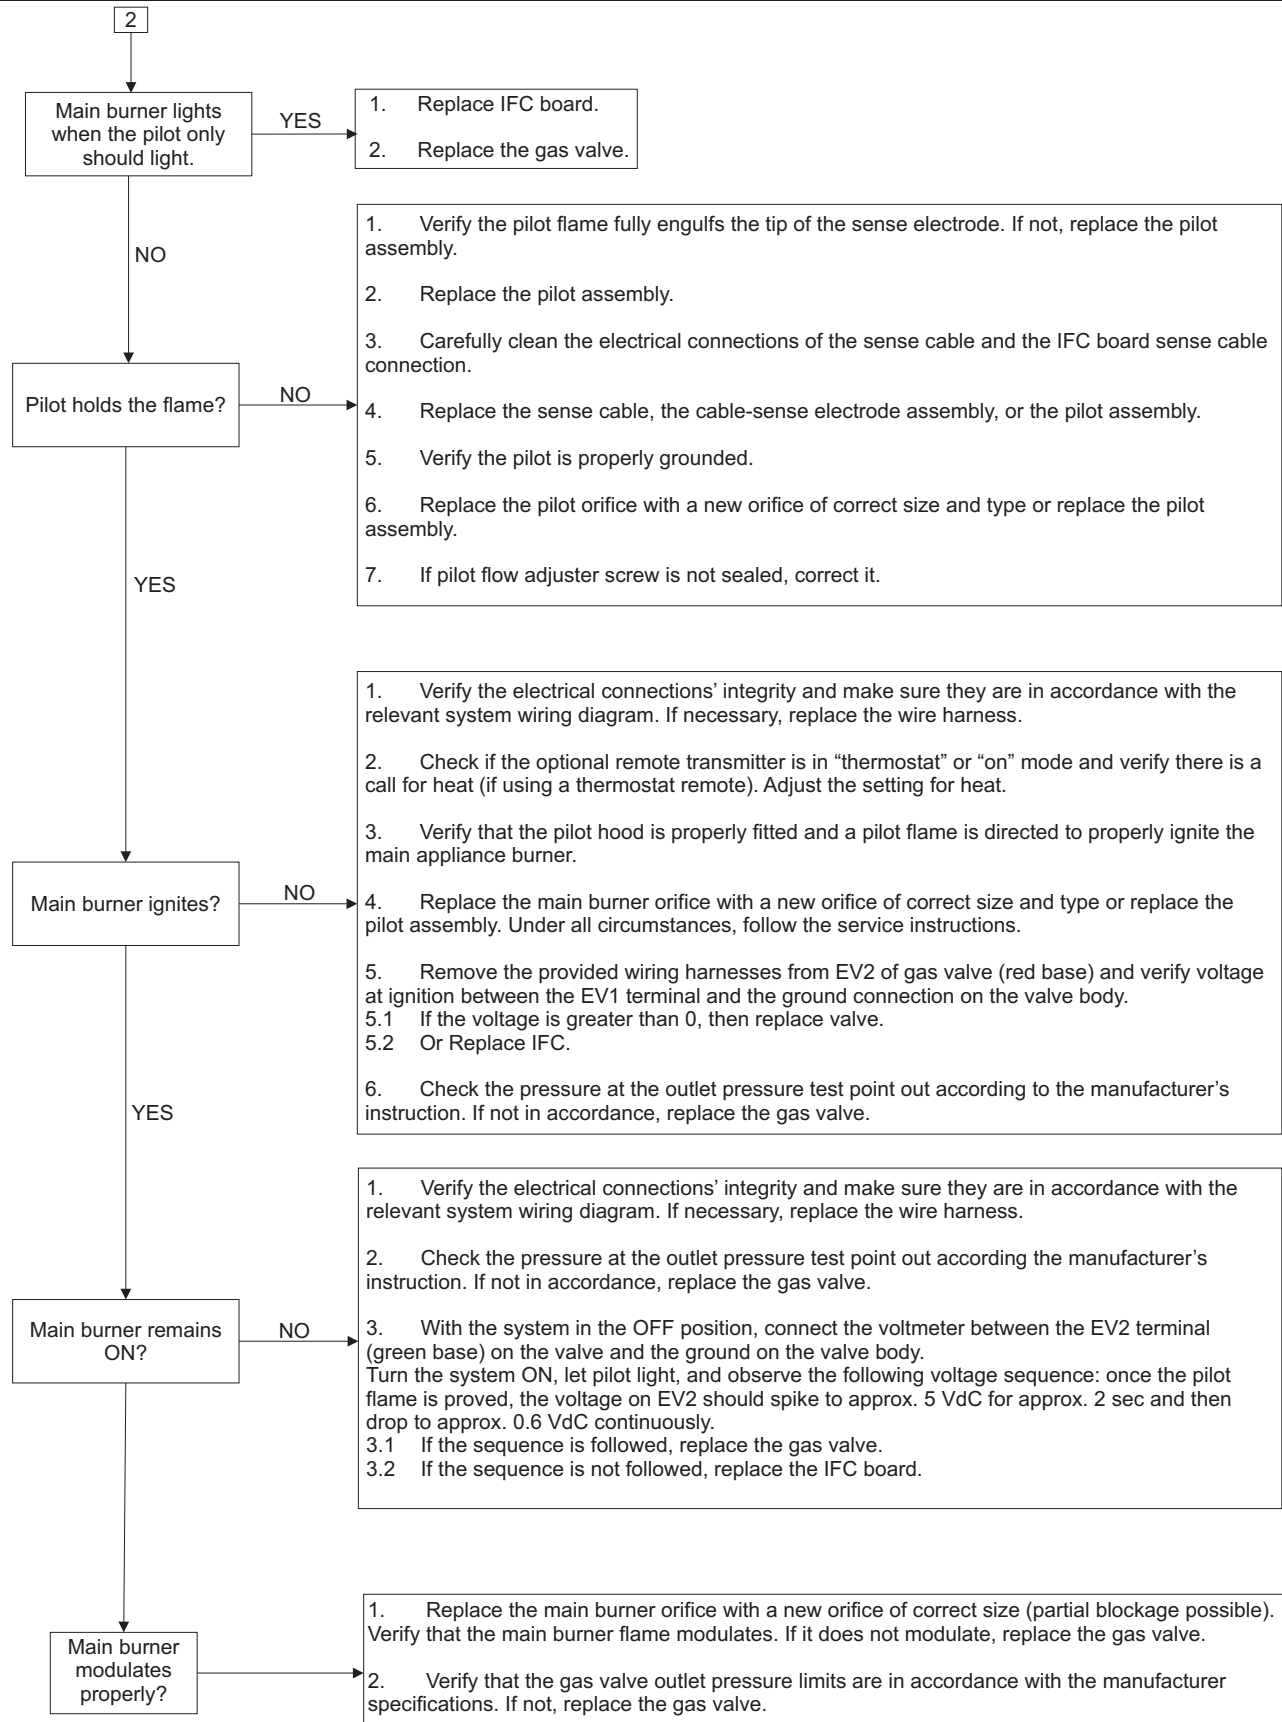 2
Main burner lights
when the pilot only
should light.
YES
1. Replace IFC board.
2. Replace the gas valve.
NO
1. Verify the pilot flame fully engulfs the tip of the sense electrode. If not, replace the pilot
assembly.
2. Replace the pilot assembly.
3. Carefully clean the electrical connections of the sense cable and the IFC board sense cable
connection.
4. Replace the sense cable, the cable-sense electrode assembly, or the pilot assembly.
5. Verify the pilot is properly grounded.
6. Replace the pilot orifice with a new orifice of correct size and type or replace the pilot
assembly.
7. If pilot flow adjuster screw is not sealed, correct it.
Pilot holds the flame?
NO
YES
1. Verify the electrical connections’ integrity and make sure they are in accordance with the
relevant system wiring diagram. If necessary, replace the wire harness.
2. Check if the optional remote transmitter is in “thermostat” or “on” mode and verify there is a
call for heat (if using a thermostat remote). Adjust the setting for heat.
3. Verify that the pilot hood is properly fitted and a pilot flame is directed to properly ignite the
main appliance burner.
4. Replace the main burner orifice with a new orifice of correct size and type or replace the
pilot assembly. Under all circumstances, follow the service instructions.
5. Remove the provided wiring harnesses from EV2 of gas valve (red base) and verify voltage
at ignition between the EV1 terminal and the ground connection on the valve body.
5.1 If the voltage is greater than 0, then replace valve.
5.2 Or Replace IFC.
6. Check the pressure at the outlet pressure test point out according to the manufacturer’s
instruction. If not in accordance, replace the gas valve.
Main burner ignites?
NO
YES
1. Verify the electrical connections’ integrity and make sure they are in accordance with the
relevant system wiring diagram. If necessary, replace the wire harness.
2. Check the pressure at the outlet pressure test point out according the manufacturer’s
instruction. If not in accordance, replace the gas valve.
3. With the system in the OFF position, connect the voltmeter between the EV2 terminal
(green base) on the valve and the ground on the valve body.
Turn the system ON, let pilot light, and observe the following voltage sequence: once the pilot
flame is proved, the voltage on EV2 should spike to approx. 5 VdC for approx. 2 sec and then
drop to approx. 0.6 VdC continuously.
3.1 If the sequence is followed, replace the gas valve.
3.2 If the sequence is not followed, replace the IFC board.
Main burner remains
ON?
NO
Main burner
modulates
properly?
1. Replace the main burner orifice with a new orifice of correct size (partial blockage possible).
Verify that the main burner flame modulates. If it does not modulate, replace the gas valve.
2. Verify that the gas valve outlet pressure limits are in accordance with the manufacturer
specifications. If not, replace the gas valve.